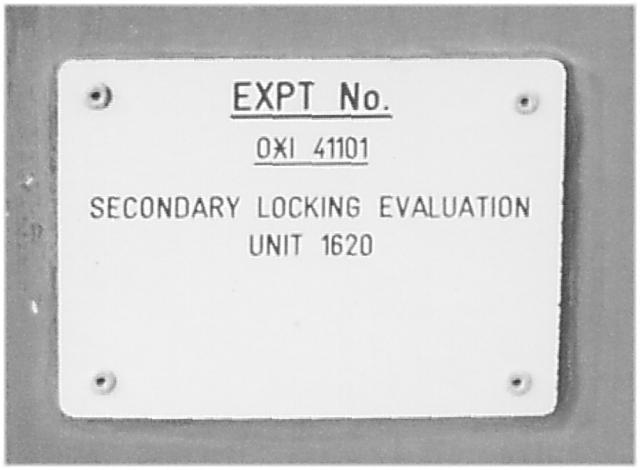 EXPT No.
OXI 41101
SECONDARY LOCKING EVALUATION
UNIT 1620